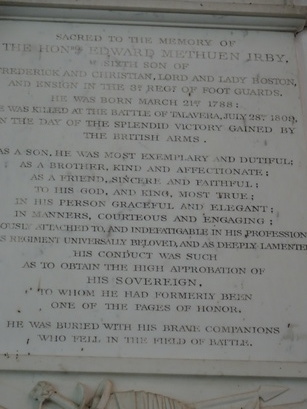 SACRED TO THE MEMORY OF
THE HONBLE EDWARD METHUEN IRBY,
SIXTH SON OF
FREDERICK AND CHRISTIAN, LORD AND LADY BOSTON,
AND ENSIGN IN THE 3D REGT OF FOOT GUARDS.
HE WAS BORN MARCH 21ST 1788:
WAS KILLED AT THE BATTLE OF TALAVERA, JULY 28TH 1809,
ON THE DAY OF THE SPLENDID VICTORY GAINED BY
THE BRITISH ARMS.
AS A SON, HE WAS MOST EXEMPLARY AND DUTIFUL;
AS A BROTHER, KIND AND AFFECTIONATE;
AS A FRIEND, SINCERE AND FAITHFUL:
TO HIS GOD, AND KING, MOST TRUE;
IN HIS PERSON GRACEFUL AND ELEGANT;
IN MANNERS, COURTEOUS AND ENGAGING;
ATTACHED TO, AND INDEFATIGABLE IN HIS PROFESSION
REGIMENT UNIVERSALLY BELOVED, AND AS DEEPLY LAMENTED
HIS CONDUCT WAS SUCH
AS TO OBTAIN THE HIGH APPROBATION OF
HIS SOVEREIGN,
TO WHOM HE HAD FORMERLY BEEN
ONE OF THE PAGES OF HONOR.
HE WAS BURIED WITH HIS BRAVE COMPANIONS
WHO FELL IN THE FIELD OF BATTLE.